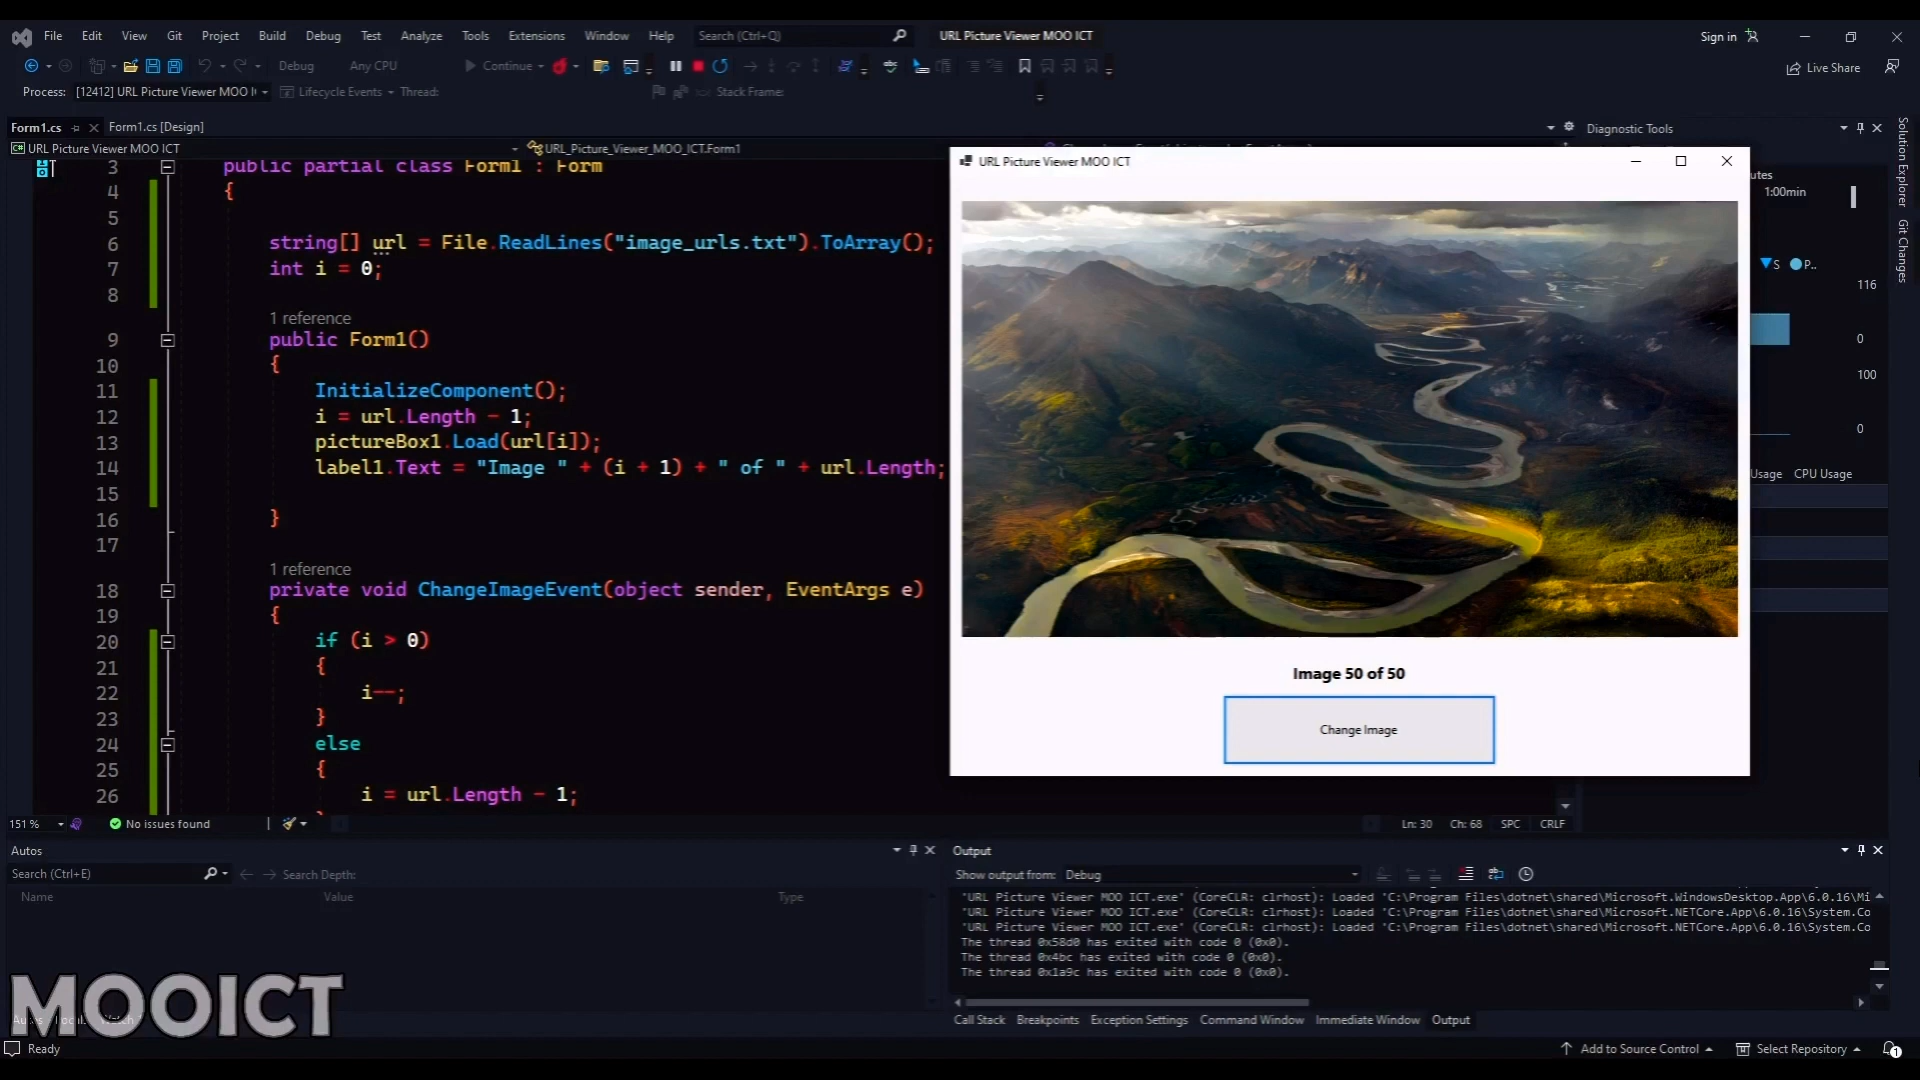 File Edit View Git Project Build Debug Test Analyze Tools Extensions Window Help Search (Ctrl+Q) URL Picture Viewer MOO ICT Sign in
Debug Any CPU Continue Live Share
Process: [12412] URL Picture Viewer MOO I Lifecycle Events Thread: Stack Frame:
Form1.cs Form1.cs [Design] Diagnostic Tools
URL Picture Viewer MOO ICT URL_Picture_Viewer_MOO_ICT.Form1
3 public partial class Form1 : Form
4 {
5
6 string[] url = File.ReadLines("image_urls.txt").ToArray();
7 int i = 0;
8
1 reference
9 public Form1()
10 {
11 InitializeComponent();
12 i = url.Length - 1;
13 pictureBox1.Load(url[i]);
14 label1.Text = "Image " + (i + 1) + " of " + url.Length;
15
16 }
17
1 reference
18 private void ChangeImageEvent(object sender, EventArgs e)
19 {
20 if (i > 0)
21 {
22 i--;
23 }
24 else
25 {
26 i = url.Length - 1;
URL Picture Viewer MOO ICT
Image 50 of 50
Change Image
utes
1:00min
S P..
116
0
100
0
Usage CPU Usage
Solution Explorer
Git Changes
151 % No issues found Ln: 30 Ch: 68 SPC CRLF
Autos
Search (Ctrl+E) Search Depth:
Name Value Type
Output
Show output from: Debug
'URL Picture Viewer MOO ICT.exe' (CoreCLR: clrhost): Loaded 'C:\Program Files\dotnet\shared\Microsoft.WindowsDesktop.App\6.0.16\Mi
'URL Picture Viewer MOO ICT.exe' (CoreCLR: clrhost): Loaded 'C:\Program Files\dotnet\shared\Microsoft.NETCore.App\6.0.16\System.Co
'URL Picture Viewer MOO ICT.exe' (CoreCLR: clrhost): Loaded 'C:\Program Files\dotnet\shared\Microsoft.NETCore.App\6.0.16\System.Co
The thread 0x58d0 has exited with code 0 (0x0).
The thread 0x4bc has exited with code 0 (0x0).
The thread 0x1a9c has exited with code 0 (0x0).
Call Stack Breakpoints Exception Settings Command Window Immediate Window Output
MOOICT
Ready Add to Source Control Select Repository 1